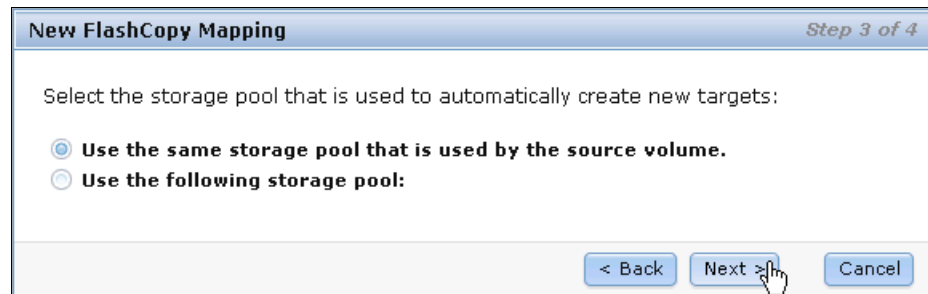 New FlashCopy Mapping Step 3 of 4
Select the storage pool that is used to automatically create new targets:
Use the same storage pool that is used by the source volume.
Use the following storage pool:
< Back Next > Cancel